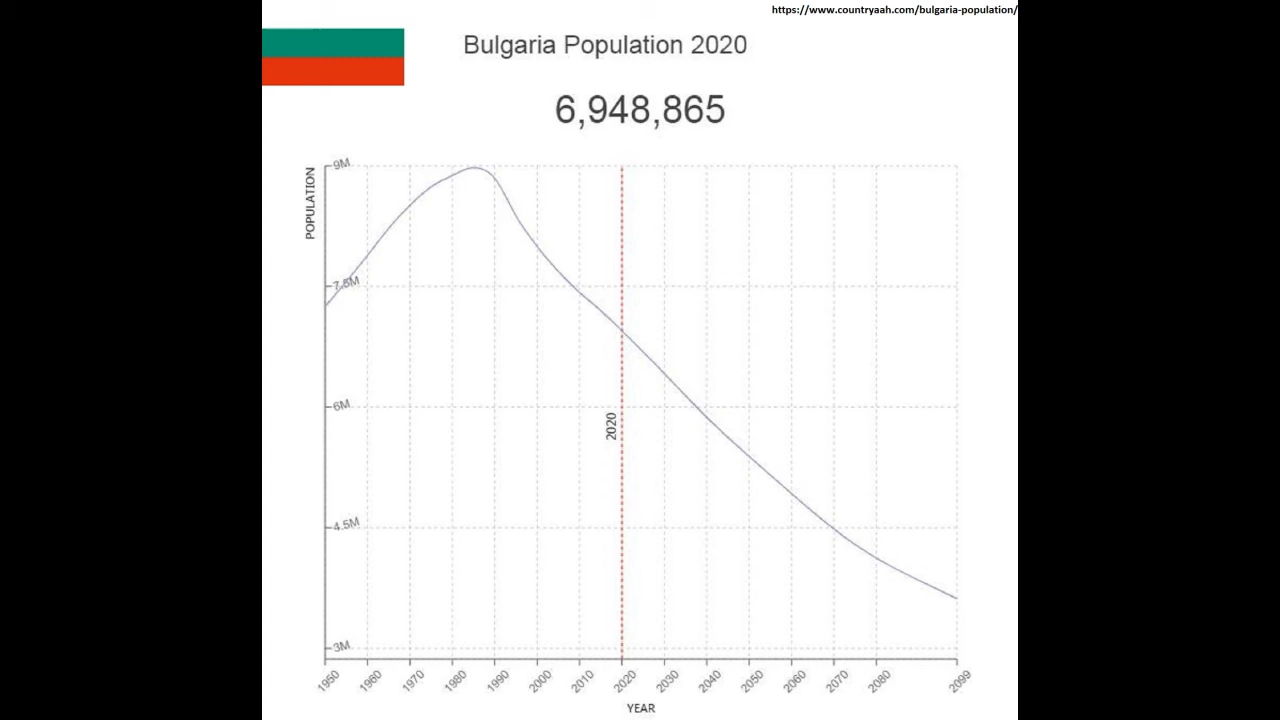 https://www.countryaah.com/bulgaria-population/
Bulgaria Population 2020
6,948,865
POPULATION
9M
7.5M
6M
4.5M
3M
2020
1950 1960 1970 1980 1990 2000 2010 2020 2030 2040 2050 2060 2070 2080 2099
YEAR